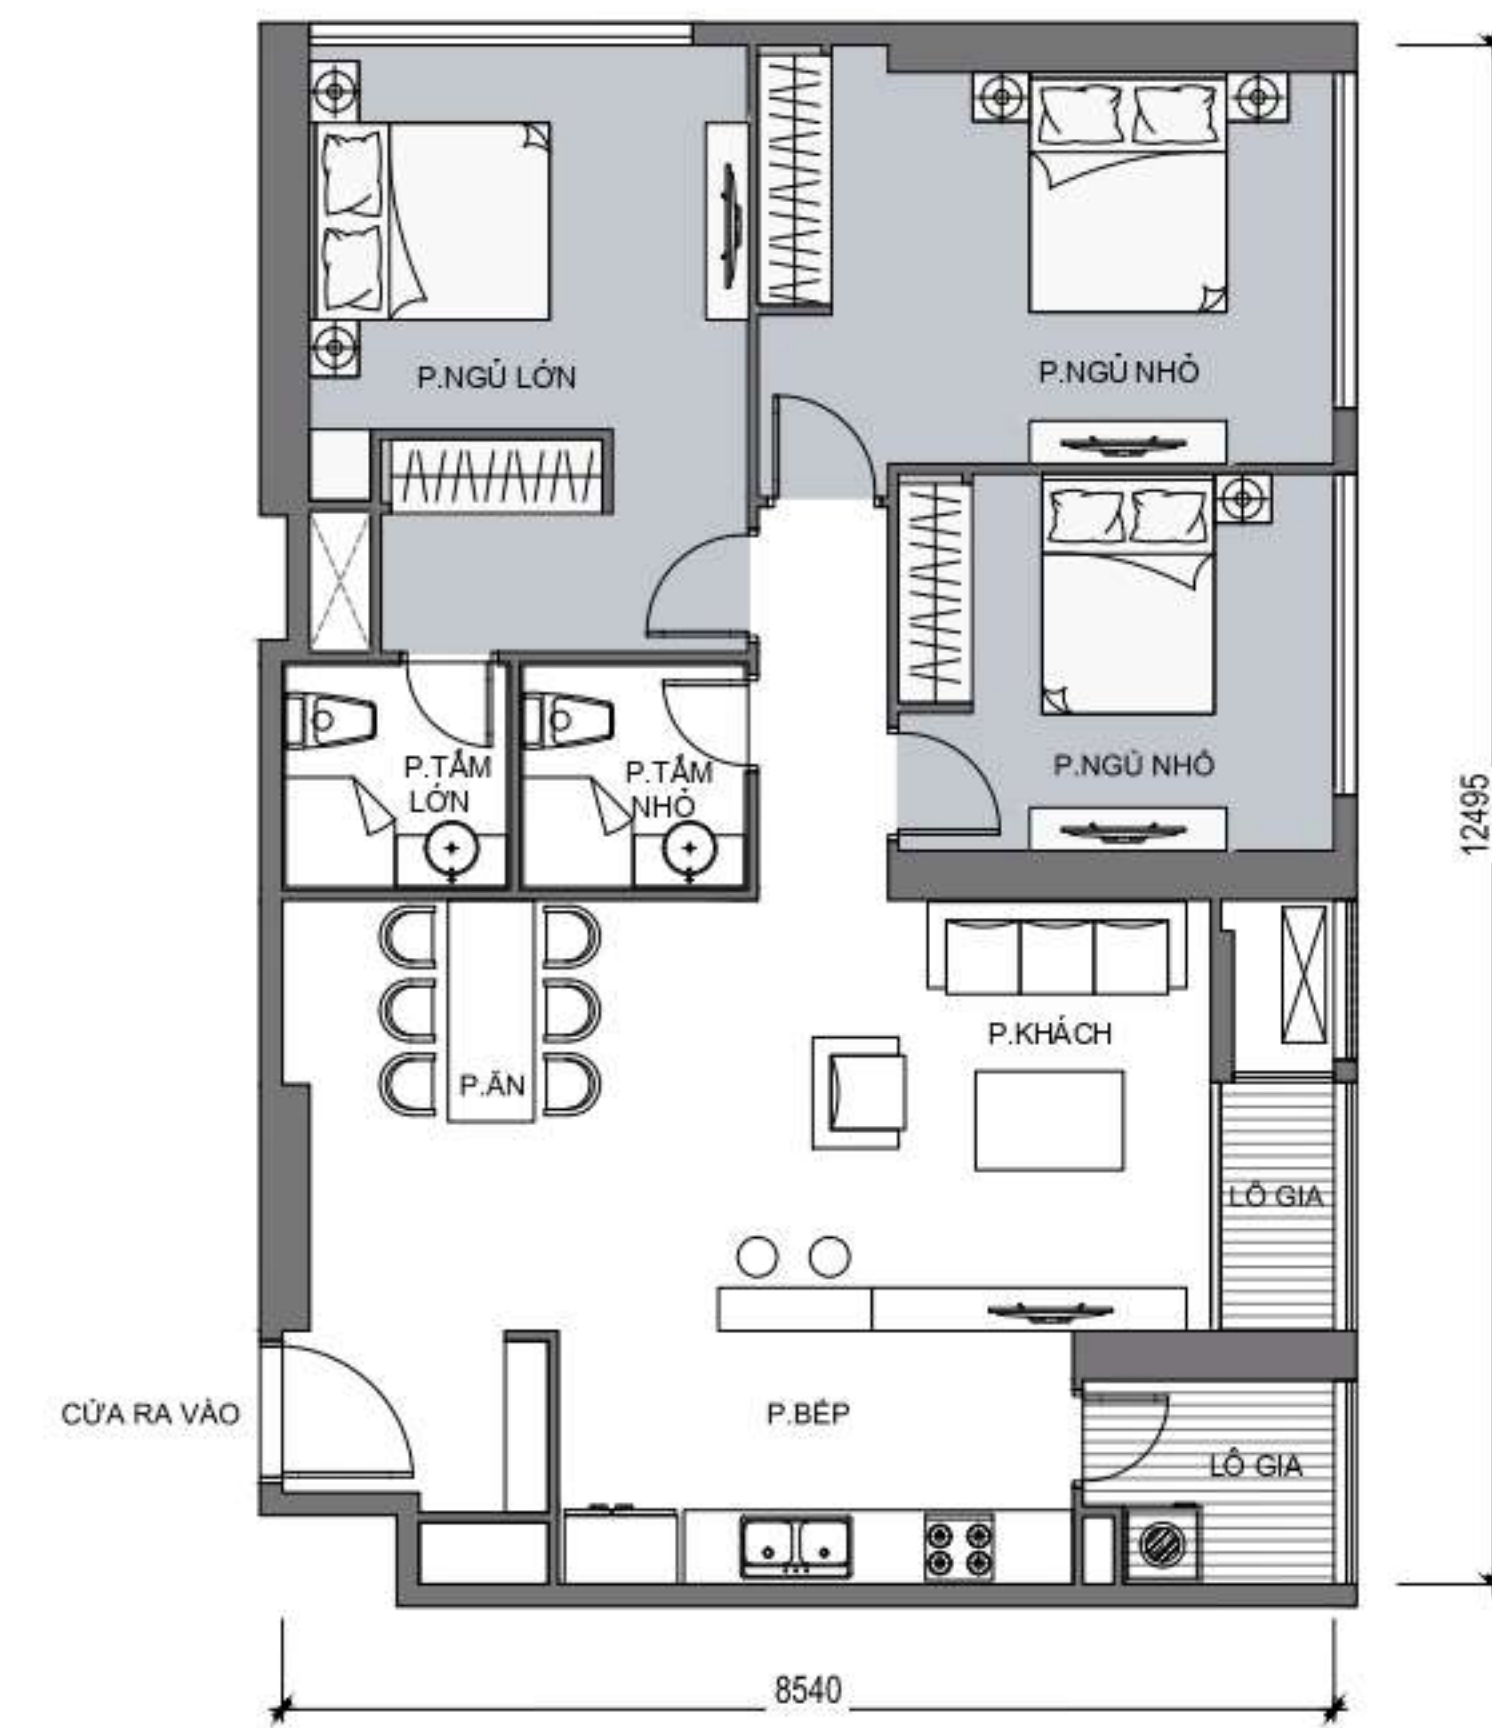 P.NGỦ LỚN
P.NGỦ NHỎ
P.NGỦ NHỎ
P.TẮM
LỚN
P.TẮM
NHỎ
12495
P.KHÁCH
P.ĂN
LÔ GIA
CỬA RA VÀO
P.BẾP
LÔ GIA
8540